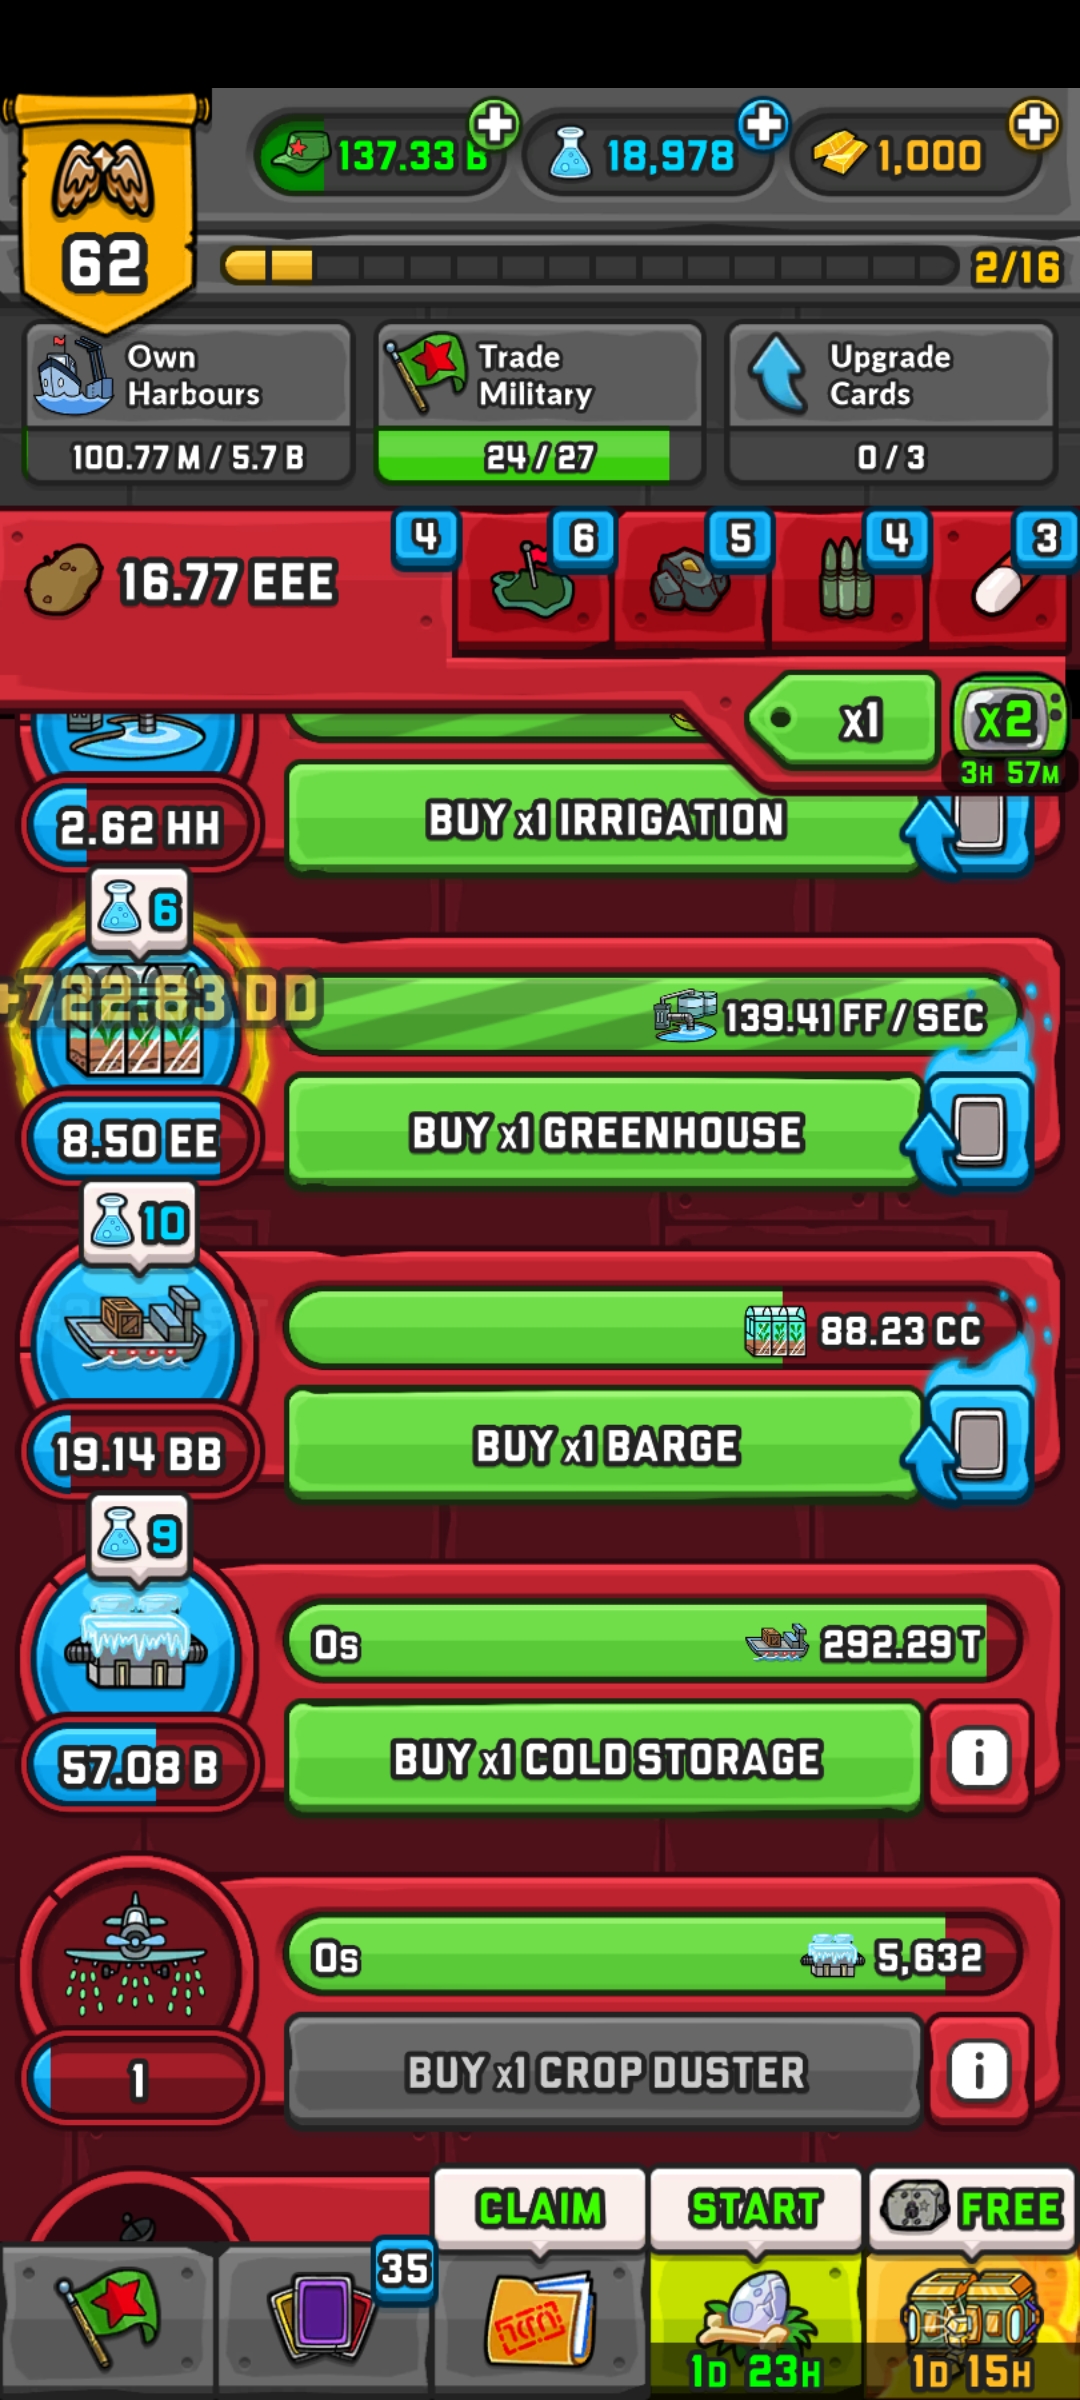 137.33 B
18,978
1,000
62
2/16
Own
Harbours
100.77 M / 5.7 B
Trade
Military
24 / 27
Upgrade
Cards
0 / 3
16.77 EEE
4
6
5
4
3
x1
x2
3H 57M
2.62 HH
BUY x1 IRRIGATION
6
+722.83 DD
139.41 FF / SEC
8.50 EE
BUY x1 GREENHOUSE
10
88.23 CC
19.14 BB
BUY x1 BARGE
9
0s
292.29 T
57.08 B
BUY x1 COLD STORAGE
i
0s
5,632
1
BUY x1 CROP DUSTER
i
CLAIM
START
FREE
35
1D 23H
1D 15H